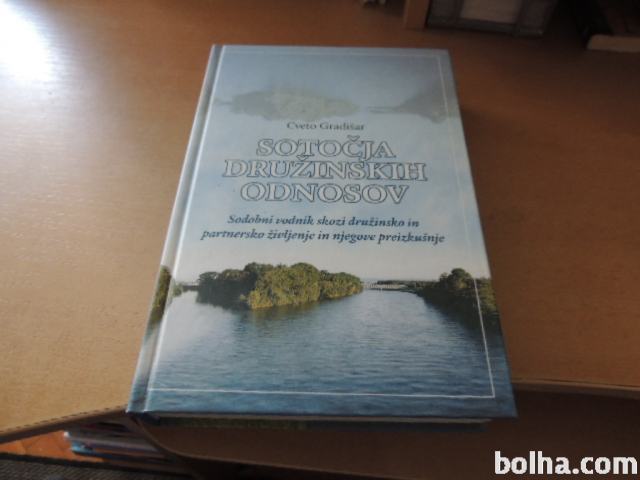 Cveto Gradišar
SOTOČJA
DRUŽINSKIH
ODNOSOV
Sodobni vodnik skozi družinsko in
partnersko življenje in njegove preizkušnje
bolha.com®